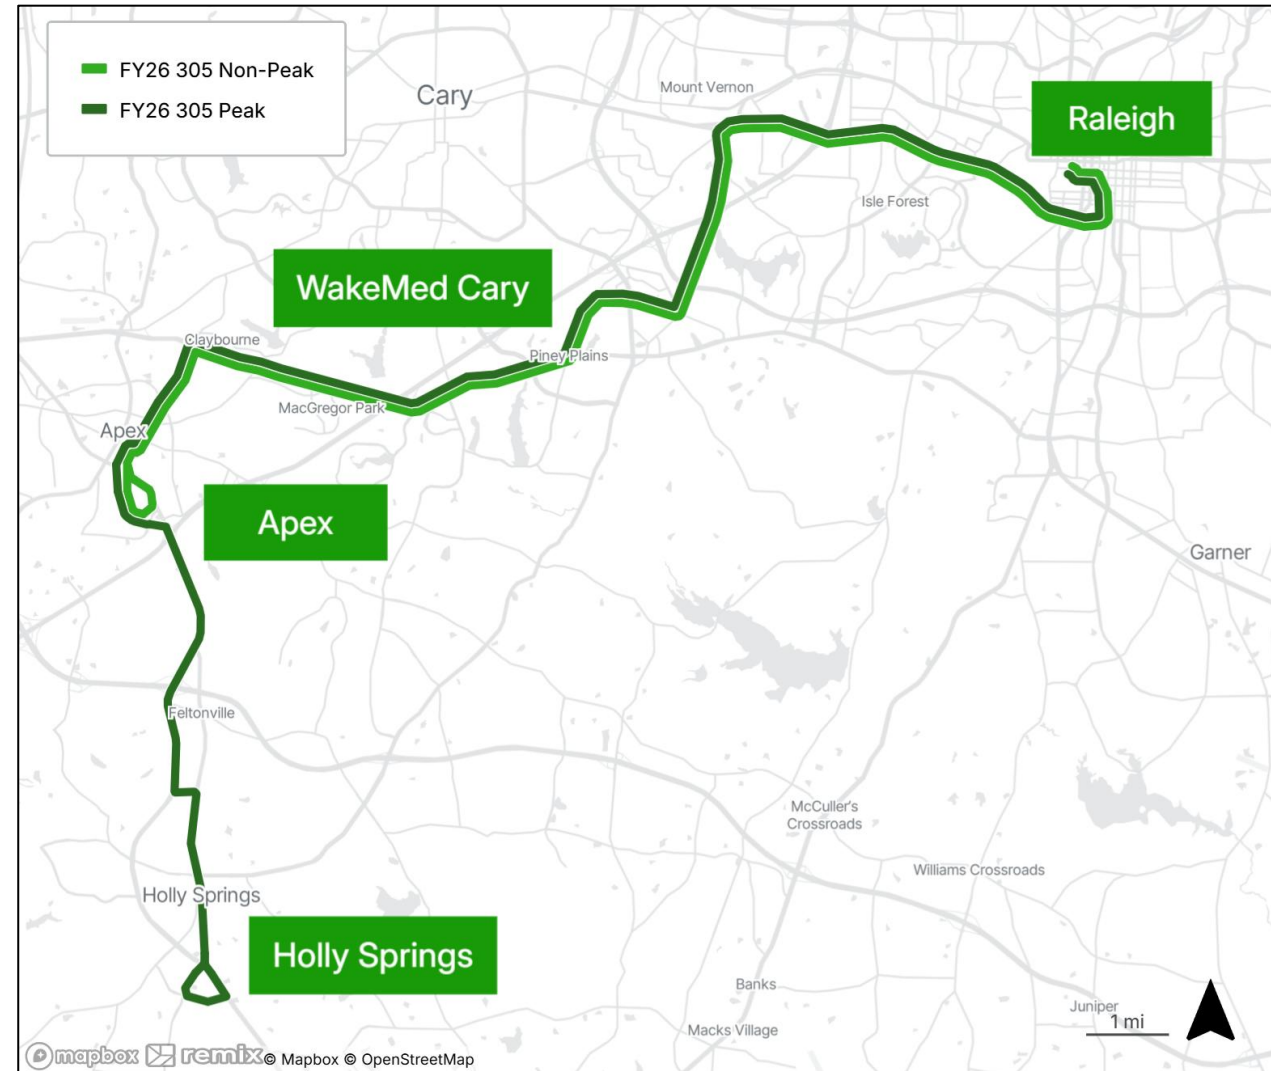 FY26 305 Non-Peak
FY26 305 Peak
Cary
Mount Vernon
Raleigh
Isle Forest
WakeMed Cary
Claybourne
Piney Plains
MacGregor Park
Apex
Apex
Garner
Feltonville
McCuller's
Crossroads
Williams Crossroads
Holly Springs
Holly Springs
Banks
Juniper
1 mi
Macks Village
mapbox remix © Mapbox © OpenStreetMap